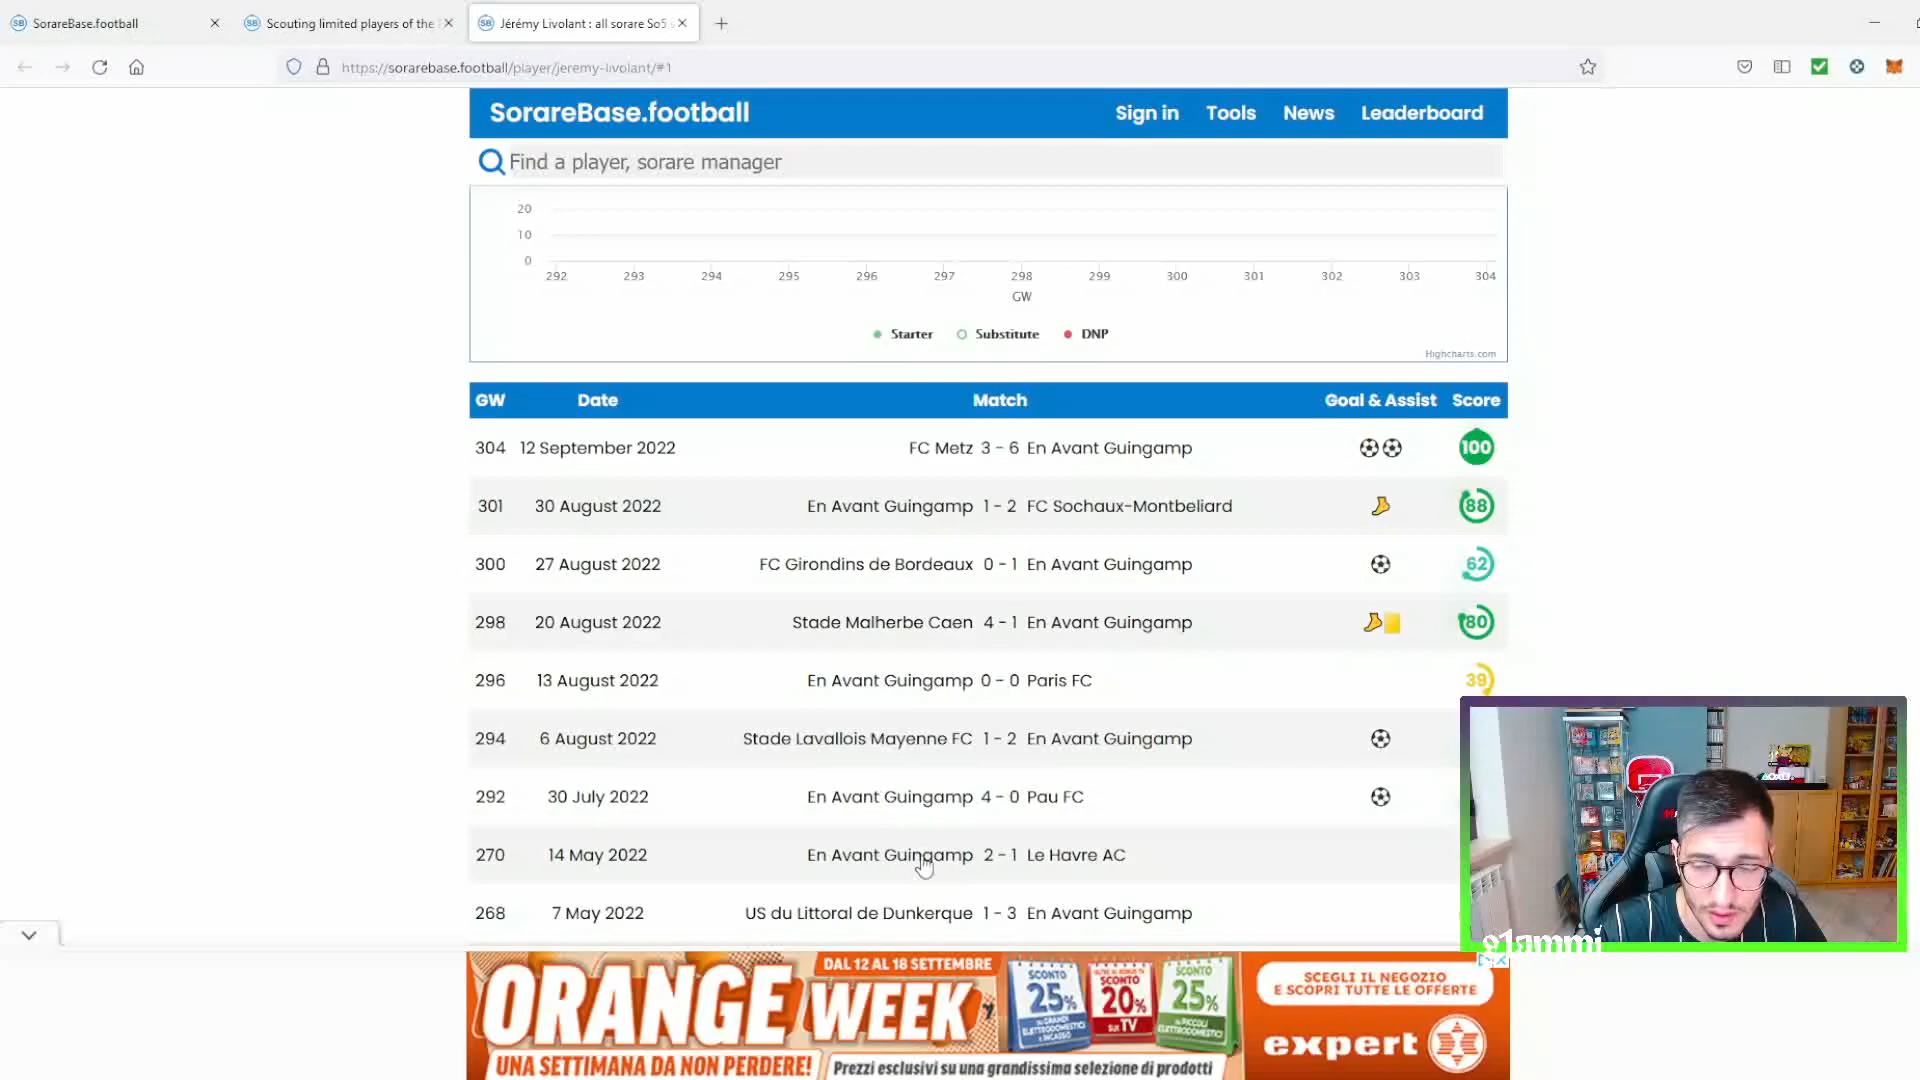 SorareBase.football
Scouting limited players of the
Jérémy Livolant : all sorare So5
https://sorarebase.football/player/jeremy-livolant/#1
SorareBase.football
Sign in Tools News Leaderboard
Find a player, sorare manager
20
10
0
292 293 294 295 296 297 298 299 300 301 302 303 304
GW
Starter Substitute DNP
Highcharts.com
GW Date Match Goal & Assist Score
304 12 September 2022 FC Metz 3 - 6 En Avant Guingamp 100
301 30 August 2022 En Avant Guingamp 1 - 2 FC Sochaux-Montbeliard 88
300 27 August 2022 FC Girondins de Bordeaux 0 - 1 En Avant Guingamp 62
298 20 August 2022 Stade Malherbe Caen 4 - 1 En Avant Guingamp 80
296 13 August 2022 En Avant Guingamp 0 - 0 Paris FC 39
294 6 August 2022 Stade Lavallois Mayenne FC 1 - 2 En Avant Guingamp
292 30 July 2022 En Avant Guingamp 4 - 0 Pau FC
270 14 May 2022 En Avant Guingamp 2 - 1 Le Havre AC
268 7 May 2022 US du Littoral de Dunkerque 1 - 3 En Avant Guingamp
g1ammi
ORANGE WEEK
DAL 12 AL 18 SETTEMBRE
UNA SETTIMANA DA NON PERDERE!
SCONTO 25%
SCONTO 20% SUI TV
SCONTO 25%
Prezzi esclusivi su una grandissima selezione di prodotti
SCEGLI IL NEGOZIO
E SCOPRI TUTTE LE OFFERTE
expert